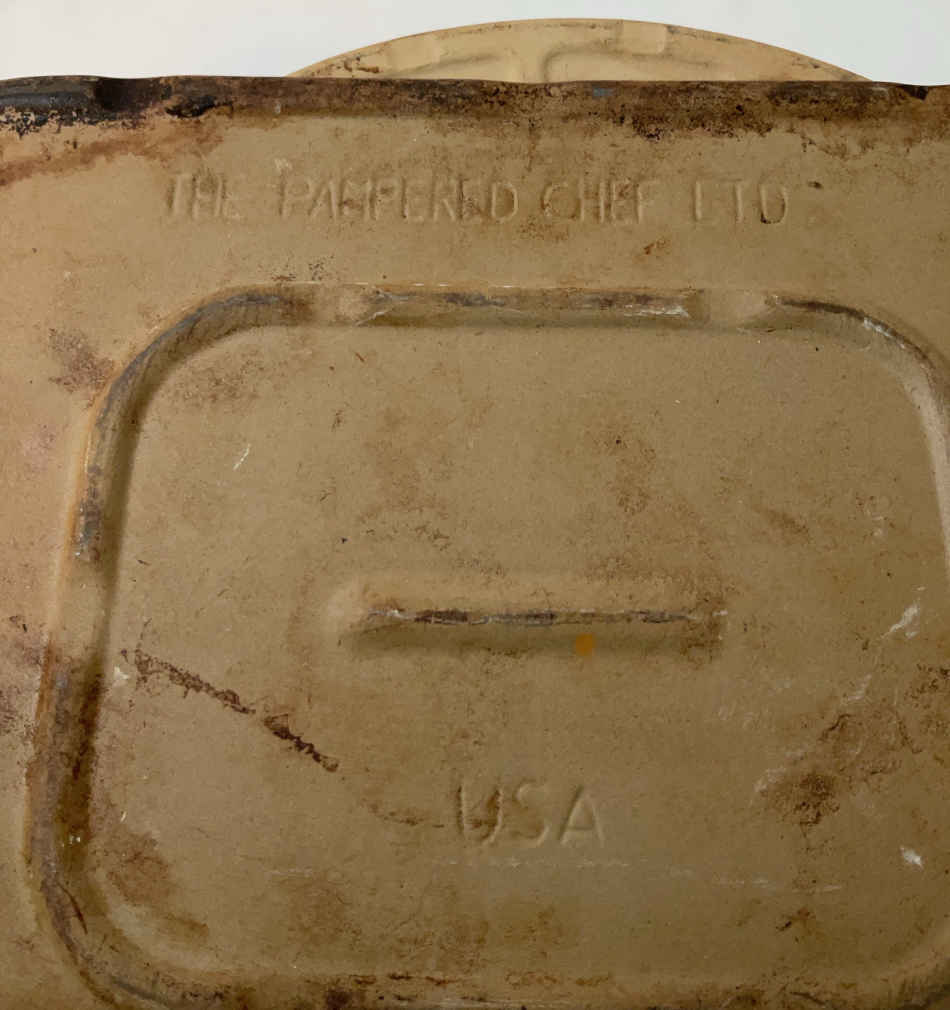 THE PAMPERED CHEF LTD
USA